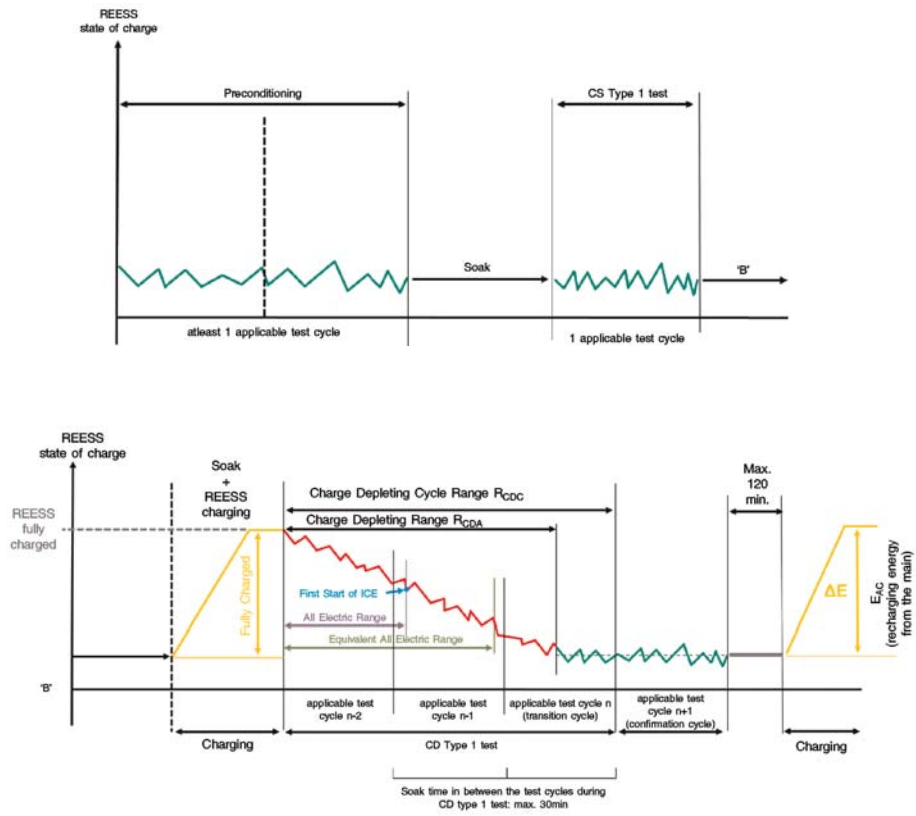 REESS
state of charge
Preconditioning
CS Type 1 test
Soak
'B'
atleast 1 applicable test cycle
1 applicable test cycle
REESS
state of charge
Soak
+
REESS
charging
Max.
120
min.
Charge Depleting Cycle Range RCDC
REESS
fully
charged
Charge Depleting Range RCDA
Fully Charged
First Start of ICE
All Electric Range
Equivalent All Electric Range
ΔE
EAC
(recharging energy
from the main)
'B'
applicable test
cycle n-2
applicable test
cycle n-1
applicable test cycle n
(transition cycle)
applicable test
cycle n+1
(confirmation cycle)
Charging
CD Type 1 test
Charging
Soak time in between the test cycles during
CD type 1 test: max. 30min